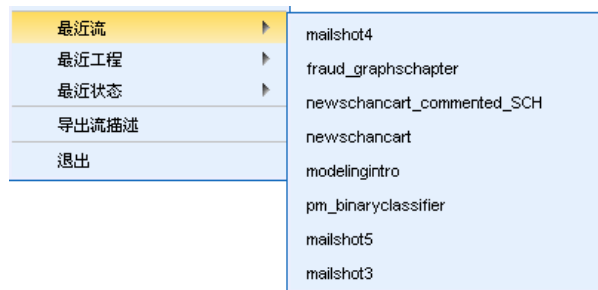 最近流
最近工程
最近状态
导出流描述
退出
mailshot4
fraud_graphschapter
newschancart_commented_SCH
newschancart
modelingintro
pm_binaryclassifier
mailshot5
mailshot3